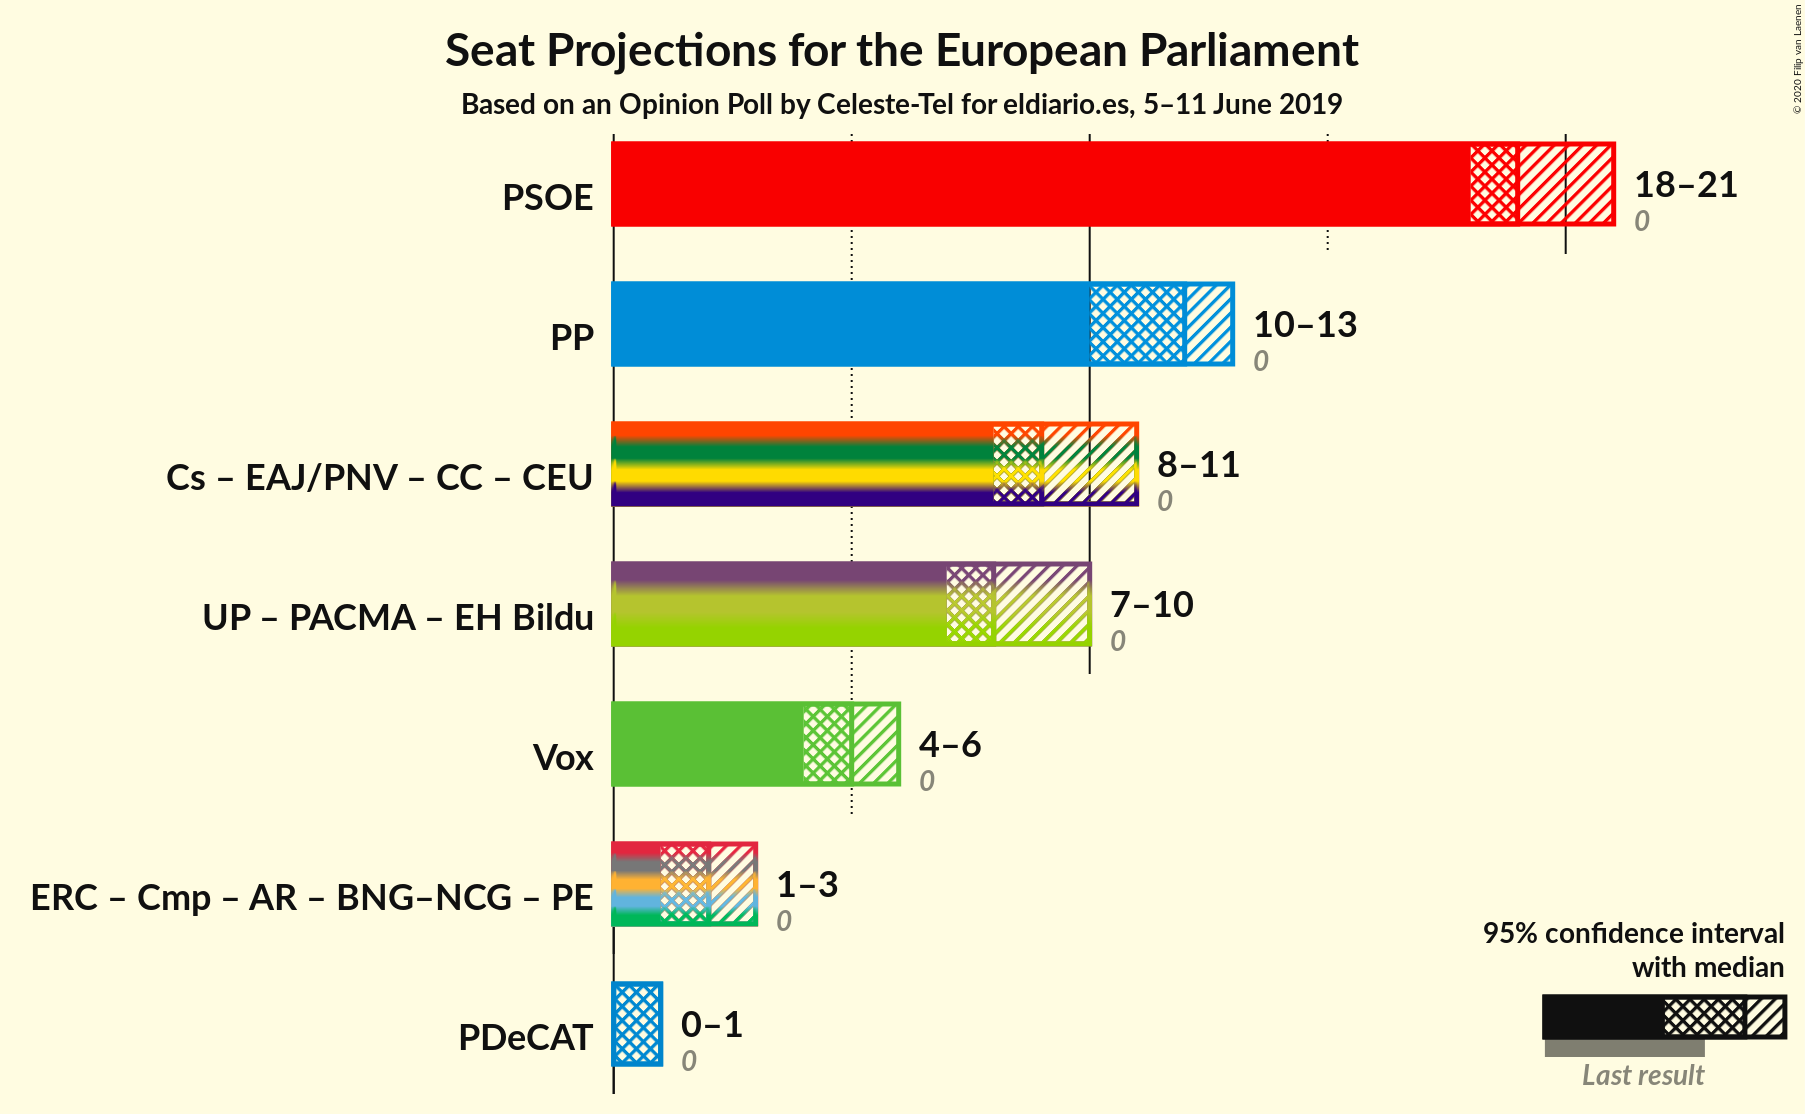 Seat Projections for the European Parliament
Based on an Opinion Poll by Celeste-Tel for eldiario.es, 5–11 June 2019
© 2020 Filip van Laenen
PSOE
18–21
0
PP
10–13
0
Cs – EAJ/PNV – CC – CEU
8–11
0
UP – PACMA – EH Bildu
7–10
0
Vox
4–6
0
ERC – Cmp – AR – BNG–NCG – PE
1–3
0
PDeCAT
0–1
0
95% confidence interval
with median
Last result